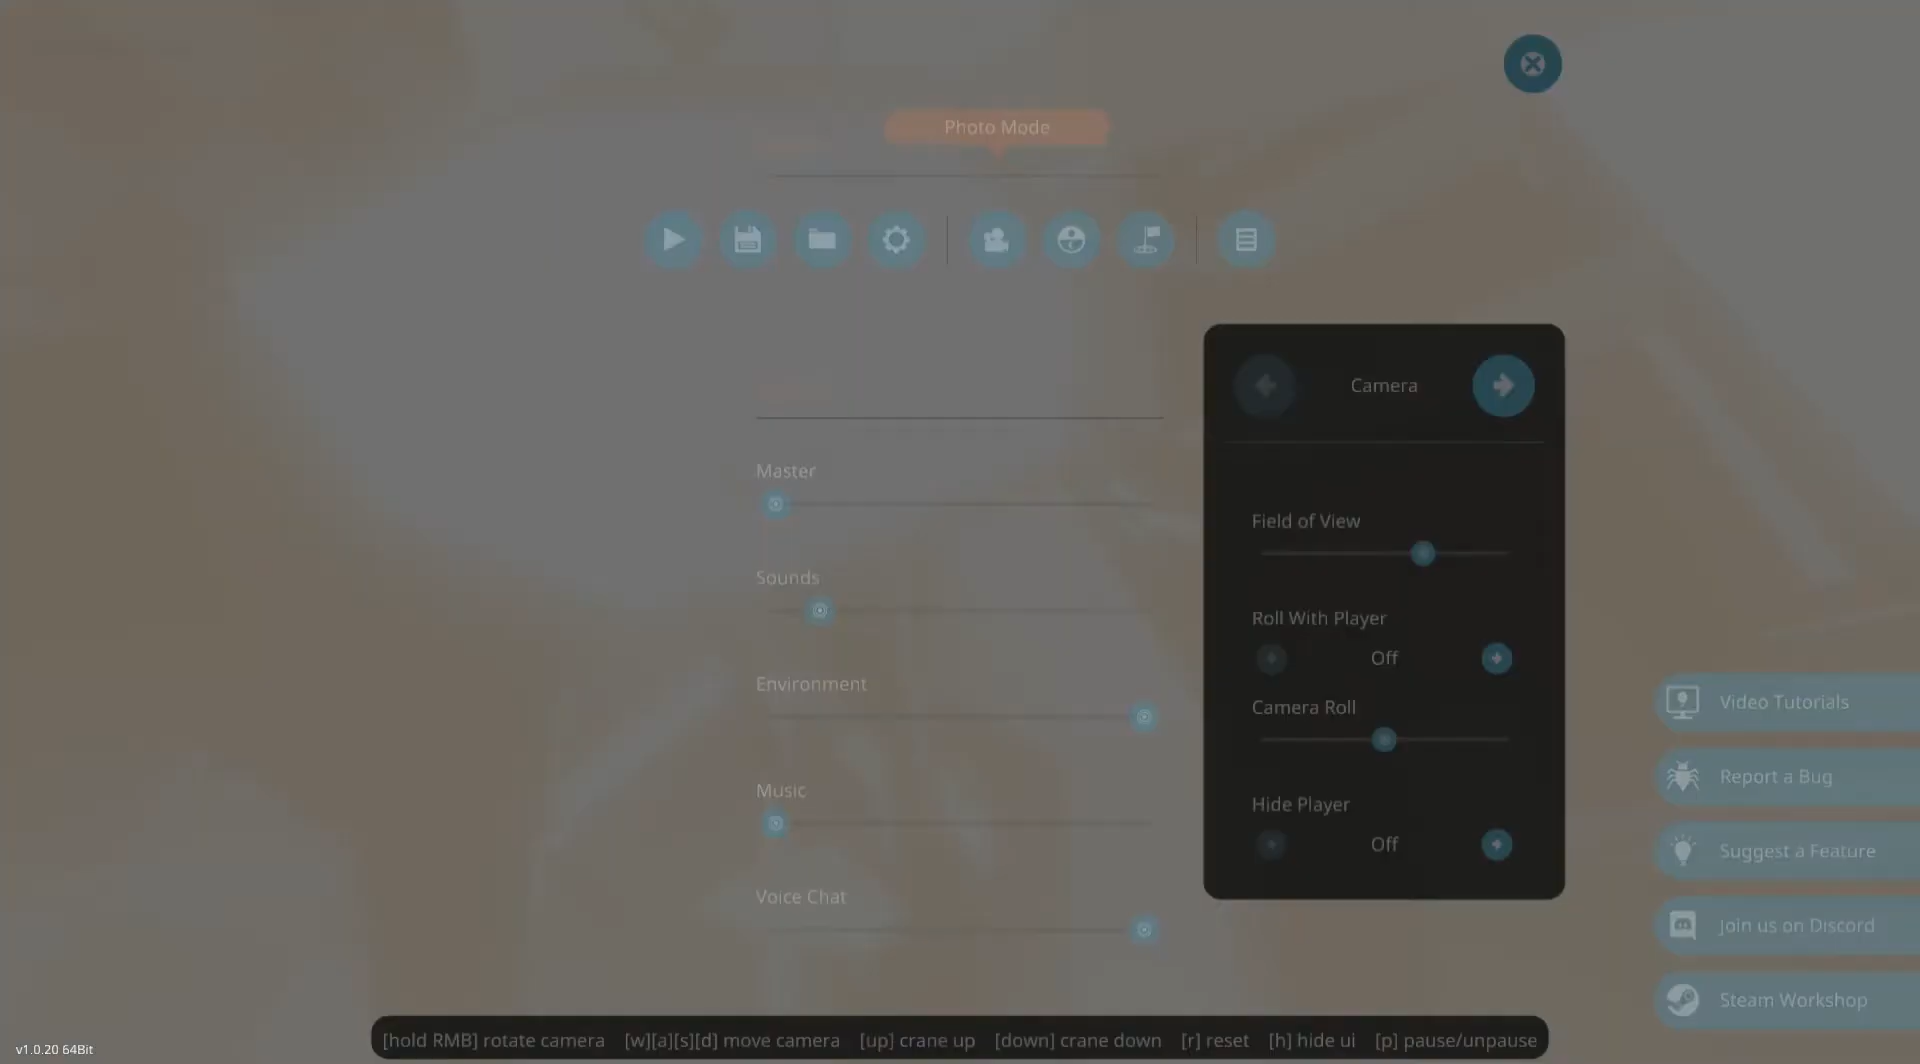 Photo Mode
Camera
Master
Field of View
Sounds
Roll With Player
Off
Environment
Camera Roll
Video Tutorials
Report a Bug
Music
Hide Player
Off
Suggest a Feature
Voice Chat
Join us on Discord
Steam Workshop
[hold RMB] rotate camera [w][a][s][d] move camera [up] crane up [down] crane down [r] reset [h] hide ui [p] pause/unpause
v1.0.20 64Bit